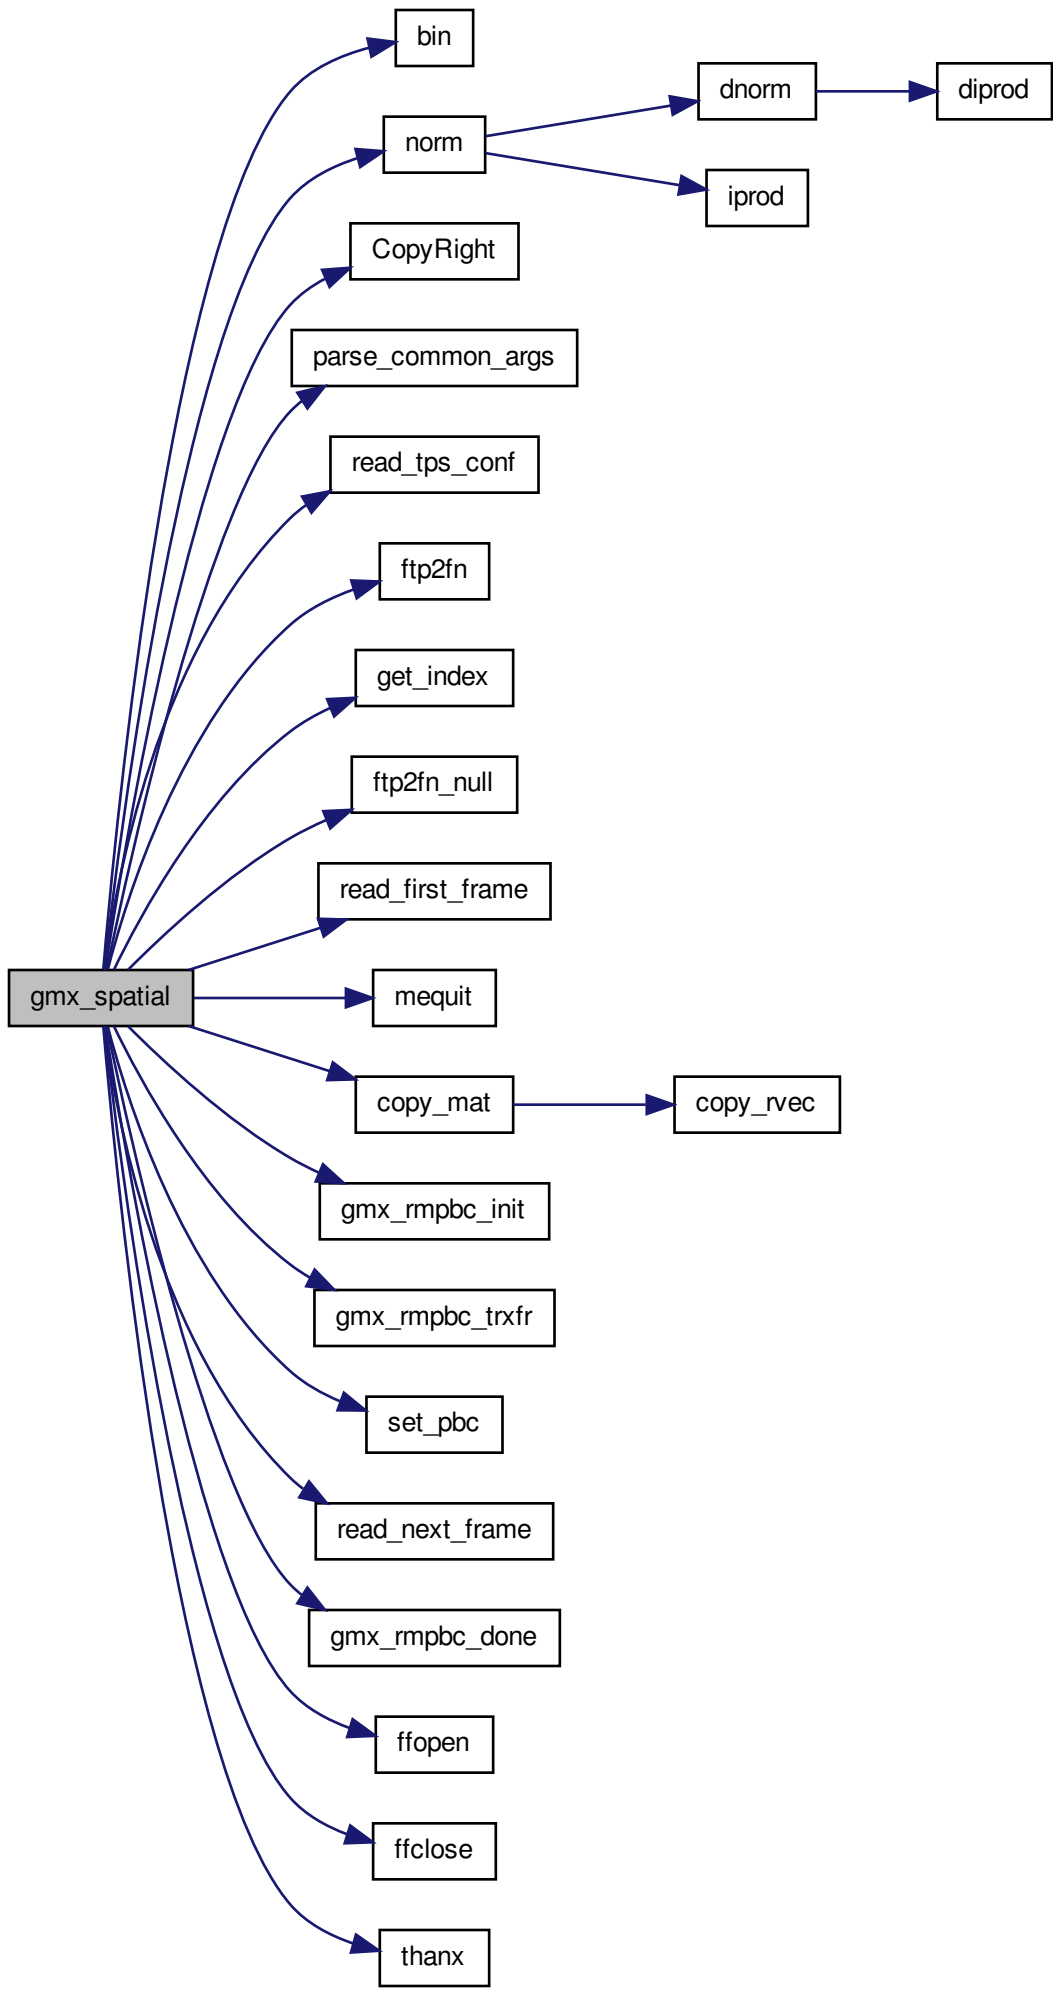 bin
dnorm
diprod
norm
iprod
CopyRight
parse_common_args
read_tps_conf
ftp2fn
get_index
ftp2fn_null
read_first_frame
gmx_spatial
mequit
copy_mat
copy_rvec
gmx_rmpbc_init
gmx_rmpbc_trxfr
set_pbc
read_next_frame
gmx_rmpbc_done
ffopen
ffclose
thanx